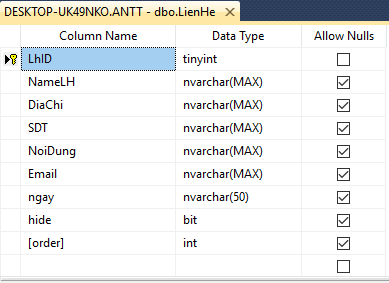 DESKTOP-UK49NKO.ANTT - dbo.LienHe
Column Name Data Type Allow Nulls
LhID tinyint
NameLH nvarchar(MAX)
DiaChi nvarchar(MAX)
SDT nvarchar(MAX)
NoiDung nvarchar(MAX)
Email nvarchar(MAX)
ngay nvarchar(50)
hide bit
[order] int